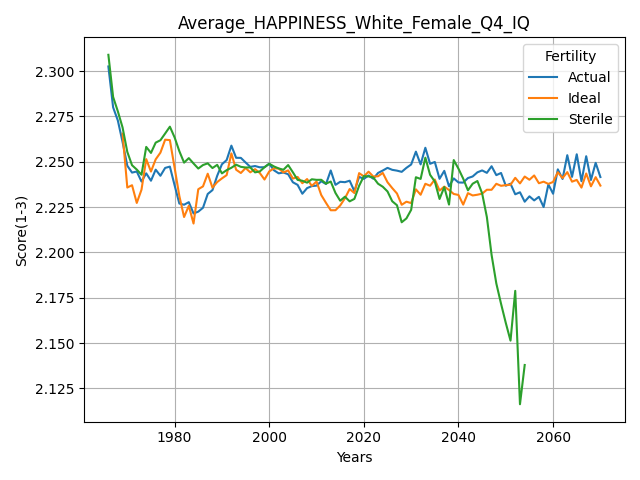 Average_HAPPINESS_White_Female_Q4_IQ
Fertility
Actual
Ideal
Sterile
Score(1-3)
2.300
2.275
2.250
2.225
2.200
2.175
2.150
2.125
1980
2000
2020
2040
2060
Years